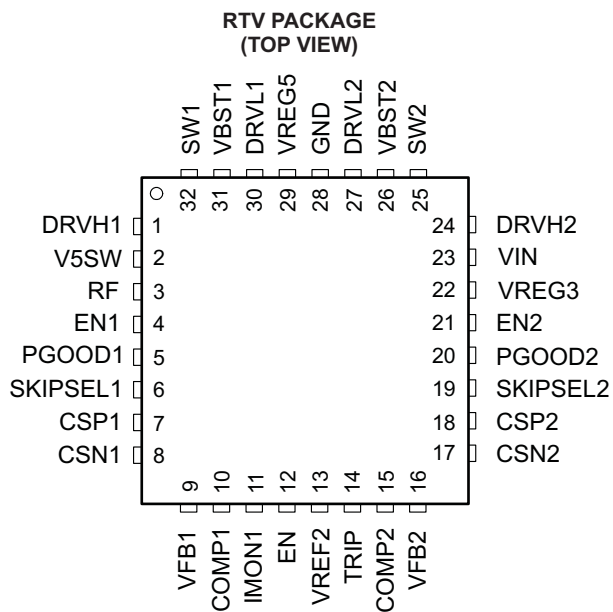 RTV PACKAGE
(TOP VIEW)
SW1 VBST1 DRVL1 VREG5 GND DRVL2 VBST2 SW2
32 31 30 29 28 27 26 25
DRVH1 1 24 DRVH2
V5SW 2 23 VIN
RF 3 22 VREG3
EN1 4 21 EN2
PGOOD1 5 20 PGOOD2
SKIPSEL1 6 19 SKIPSEL2
CSP1 7 18 CSP2
CSN1 8 17 CSN2
9 10 11 12 13 14 15 16
VFB1 COMP1 IMON1 EN VREF2 TRIP COMP2 VFB2